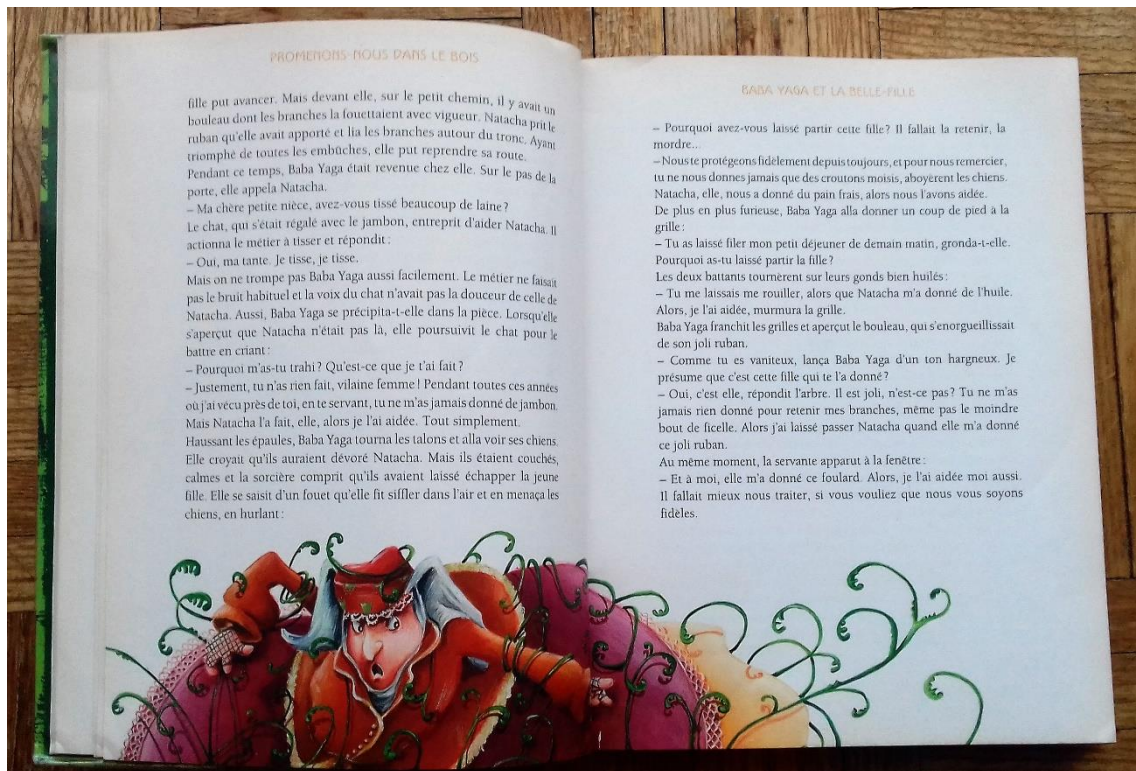 PROMENONS-NOUS DANS LE BOIS
fille put avancer. Mais devant elle, sur le petit chemin, il y avait un
bouleau dont les branches la fouettaient avec vigueur. Natacha prit le
ruban qu'elle avait apporté et lia les branches autour du tronc. Ayant
triomphé de toutes les embûches, elle put reprendre sa route.
Pendant ce temps, Baba Yaga était revenue chez elle. Sur le pas de la
porte, elle appela Natacha.
– Ma chère petite nièce, avez-vous tissé beaucoup de laine ?
Le chat, qui s'était régalé avec le jambon, entreprit d'aider Natacha. Il
actionna le métier à tisser et répondit :
– Oui, ma tante. Je tisse, je tisse.
Mais on ne trompe pas Baba Yaga aussi facilement. Le métier ne faisait
pas le bruit habituel et la voix du chat n'avait pas la douceur de celle de
Natacha. Aussi, Baba Yaga se précipita-t-elle dans la pièce. Lorsqu'elle
s'aperçut que Natacha n'était pas là, elle poursuivit le chat pour le
battre en criant :
– Pourquoi m'as-tu trahi ? Qu'est-ce que je t'ai fait ?
– Justement, tu n'as rien fait, vilaine femme ! Pendant toutes ces années
où j'ai vécu près de toi, en te servant, tu ne m'as jamais donné de jambon.
Mais Natacha l'a fait, elle, alors je l'ai aidée. Tout simplement.
Haussant les épaules, Baba Yaga tourna les talons et alla voir ses chiens.
Elle croyait qu'ils auraient dévoré Natacha. Mais ils étaient couchés,
calmes et la sorcière comprit qu'ils avaient laissé échapper la jeune
fille. Elle se saisit d'un fouet qu'elle fit siffler dans l'air et en menaça les
chiens, en hurlant :
BABA YAGA ET LA BELLE-FILLE
– Pourquoi avez-vous laissé partir cette fille ? Il fallait la retenir, la
mordre...
– Nous te protégeons fidèlement depuis toujours, et pour nous remercier,
tu ne nous donnes jamais que des croutons moisis, aboyèrent les chiens.
Natacha, elle, nous a donné du pain frais, alors nous l'avons aidée.
De plus en plus furieuse, Baba Yaga alla donner un coup de pied à la
grille :
– Tu as laissé filer mon petit déjeuner de demain matin, gronda-t-elle.
Pourquoi as-tu laissé partir la fille ?
Les deux battants tournèrent sur leurs gonds bien huilés :
– Tu me laissais me rouiller, alors que Natacha m'a donné de l'huile.
Alors, je l'ai aidée, murmura la grille.
Baba Yaga franchit les grilles et aperçut le bouleau, qui s'enorgueillissait
de son joli ruban.
– Comme tu es vaniteux, lança Baba Yaga d'un ton hargneux. Je
présume que c'est cette fille qui te l'a donné ?
– Oui, c'est elle, répondit l'arbre. Il est joli, n'est-ce pas ? Tu ne m'as
jamais rien donné pour retenir mes branches, même pas le moindre
bout de ficelle. Alors j'ai laissé passer Natacha quand elle m'a donné
ce joli ruban.
Au même moment, la servante apparut à la fenêtre :
– Et à moi, elle m'a donné ce foulard. Alors, je l'ai aidée moi aussi.
Il fallait mieux nous traiter, si vous vouliez que nous vous soyons
fidèles.